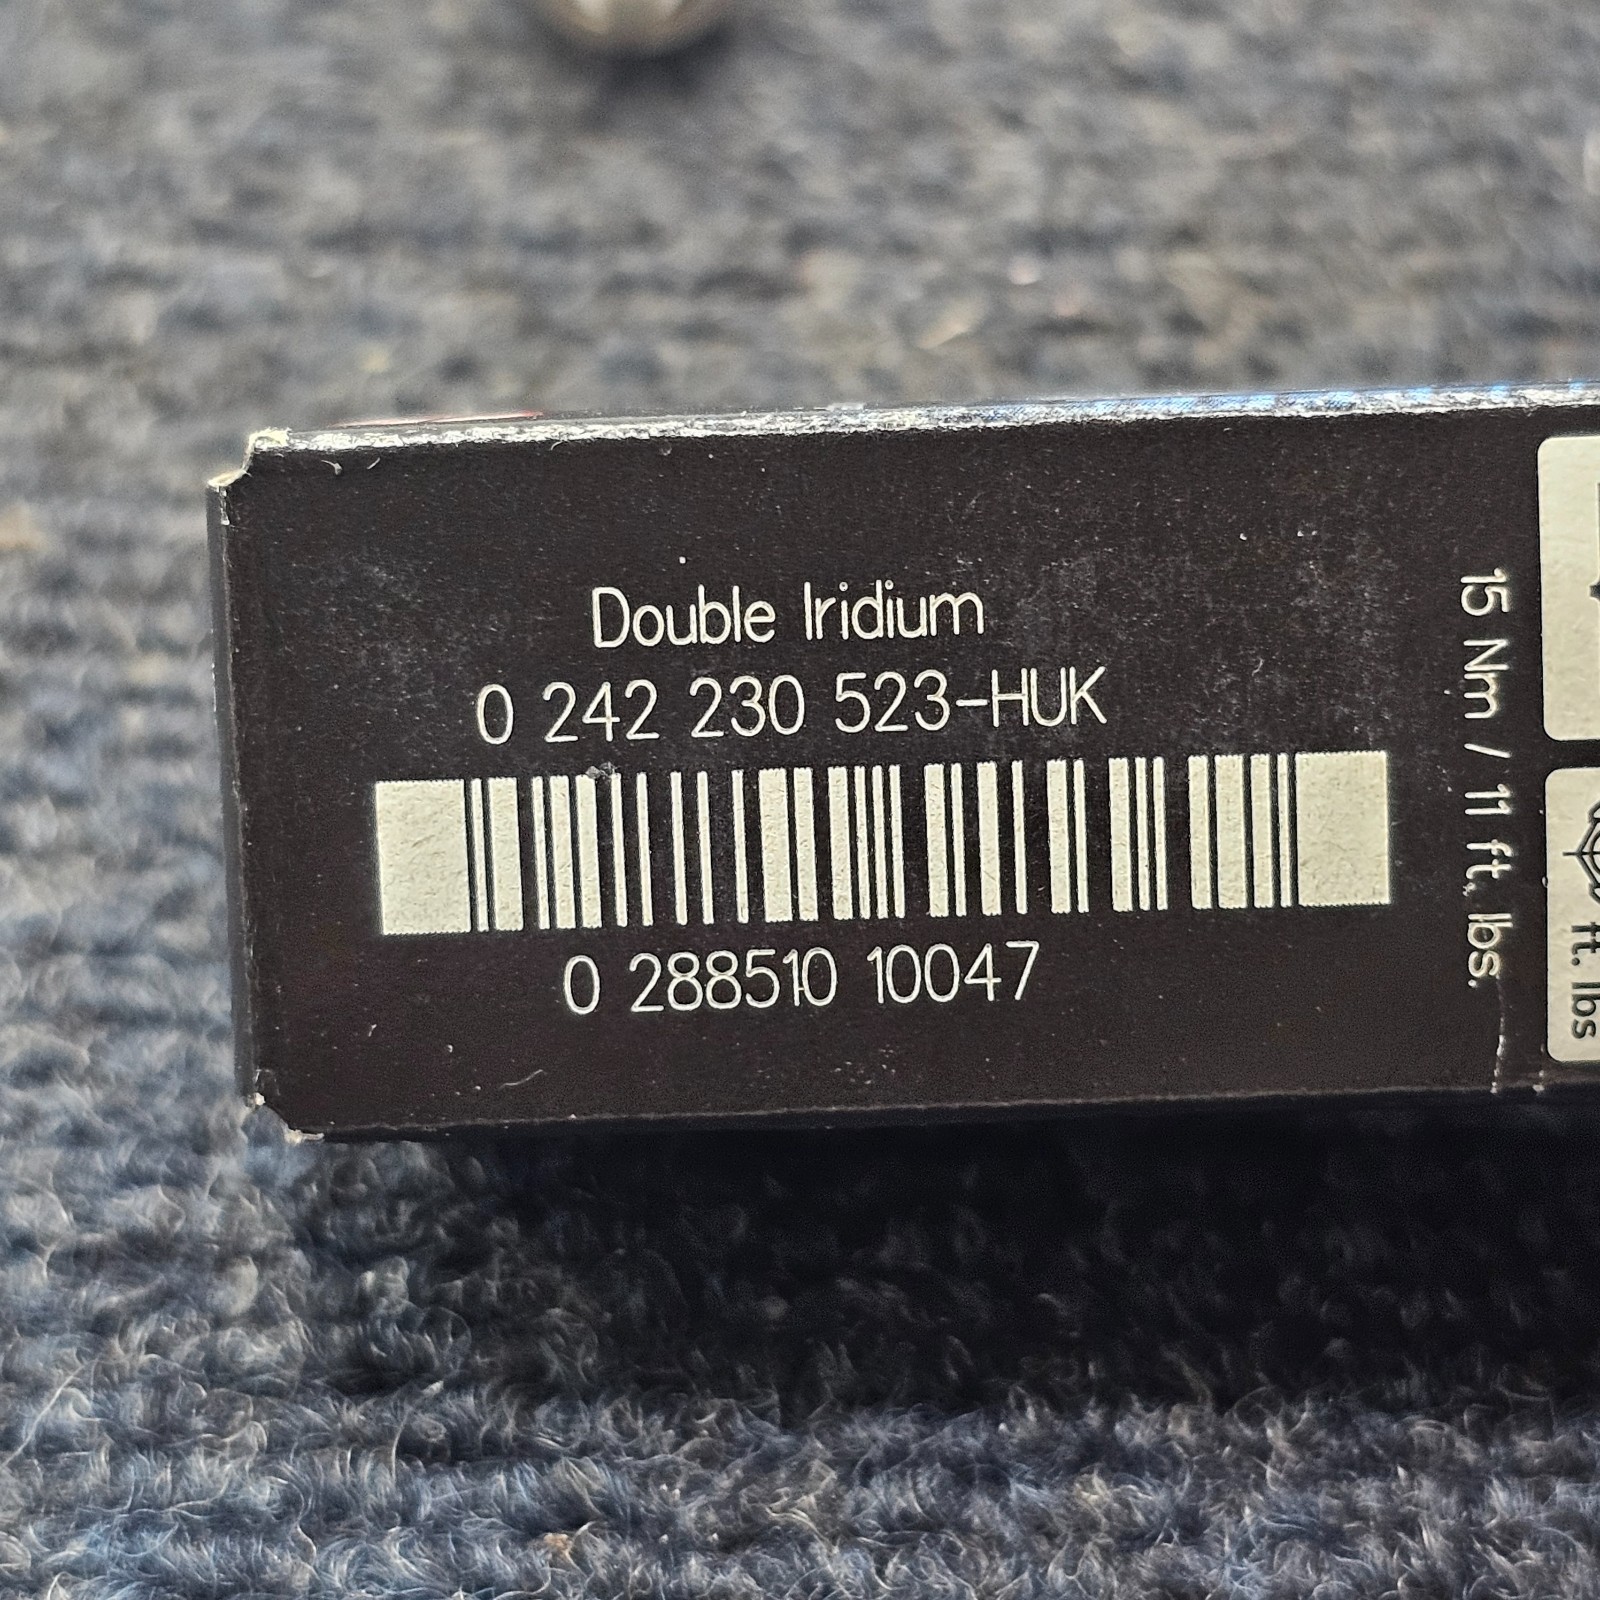 Double Iridium
0 242 230 523-HUK
0 288510 10047
15 Nm / 11 ft. lbs.
ft. lbs